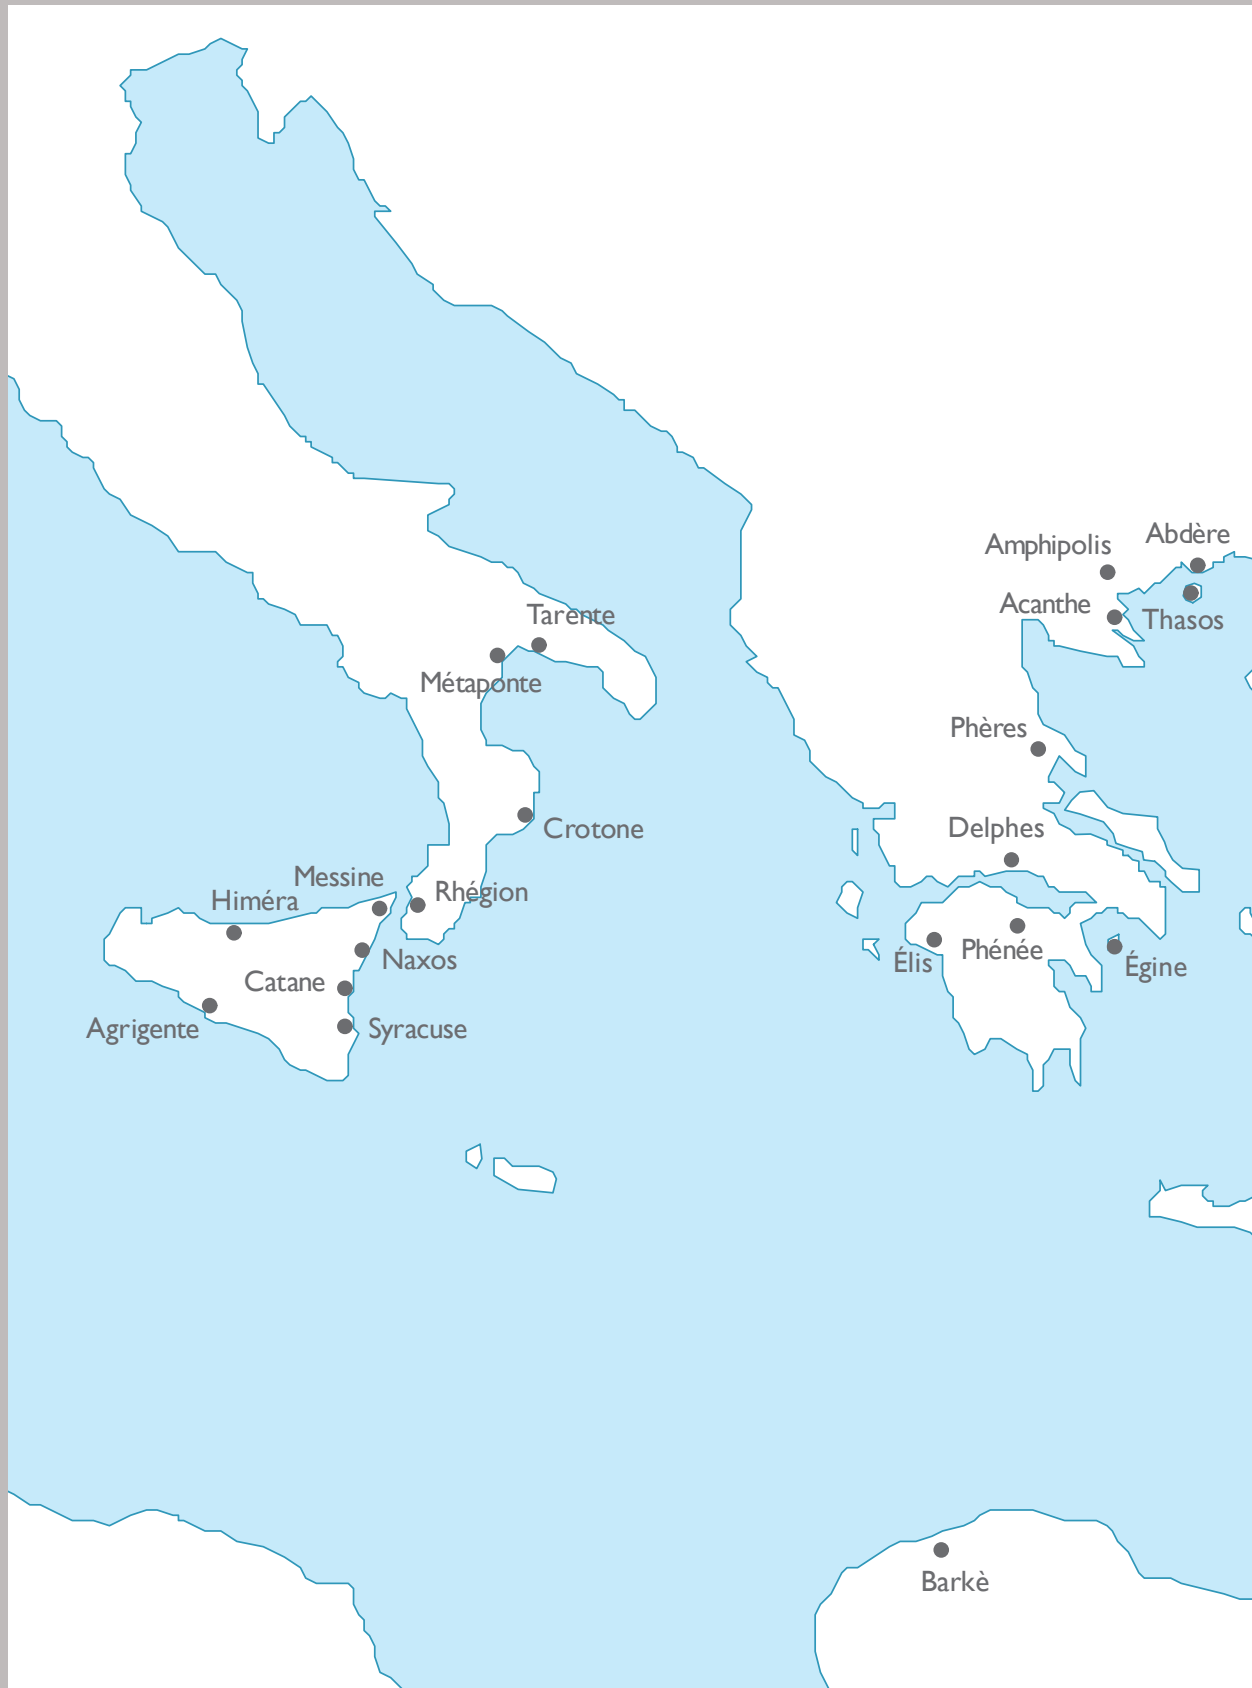 Abdère
Amphipolis
Acanthe
Thasos
Tarente
Métaponte
Phères
Crotone
Delphes
Messine
Himéra
Rhégion
Naxos
Phénée
Élis
Égine
Catane
Agrigente
Syracuse
Barkè